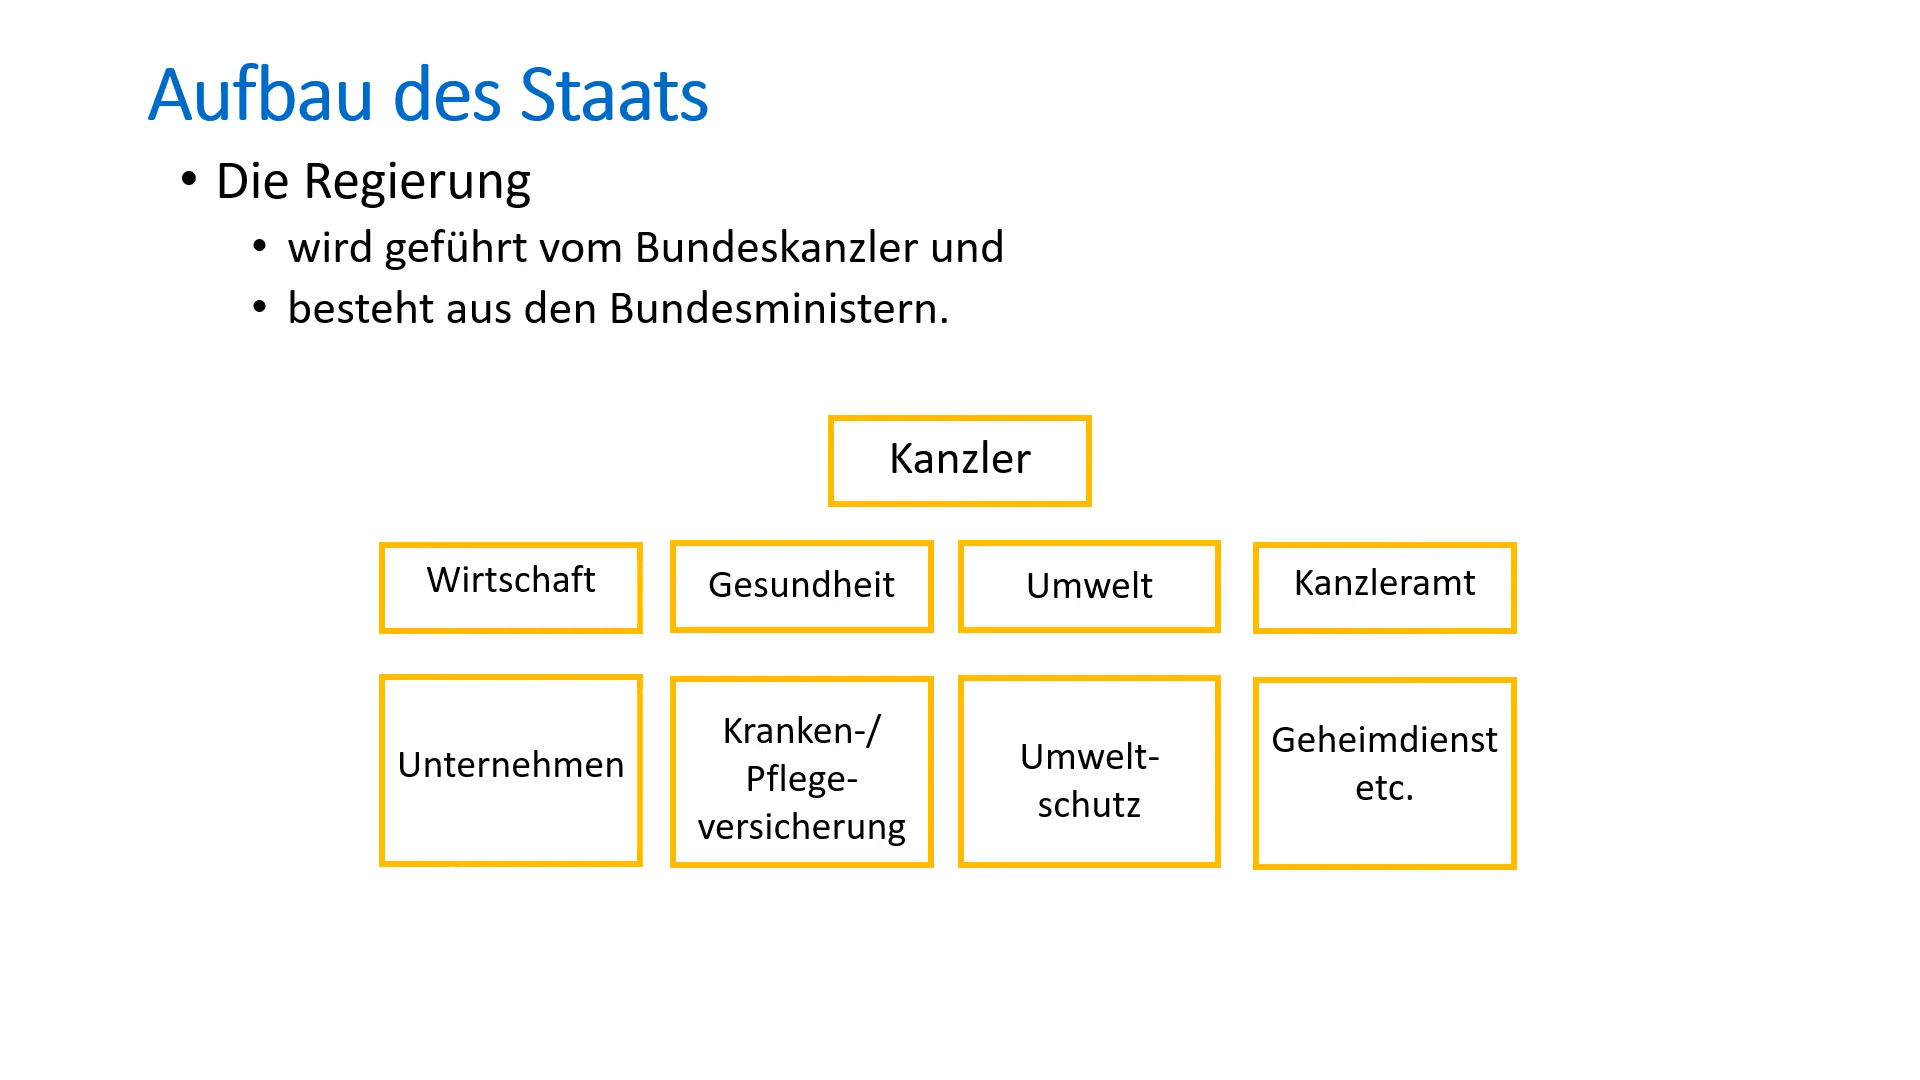 Aufbau des Staats
• Die Regierung
• wird geführt vom Bundeskanzler und
• besteht aus den Bundesministern.
Kanzler
Wirtschaft
Gesundheit
Umwelt
Kanzleramt
Unternehmen
Kranken-/
Pflege-
versicherung
Umwelt-
schutz
Geheimdienst
etc.